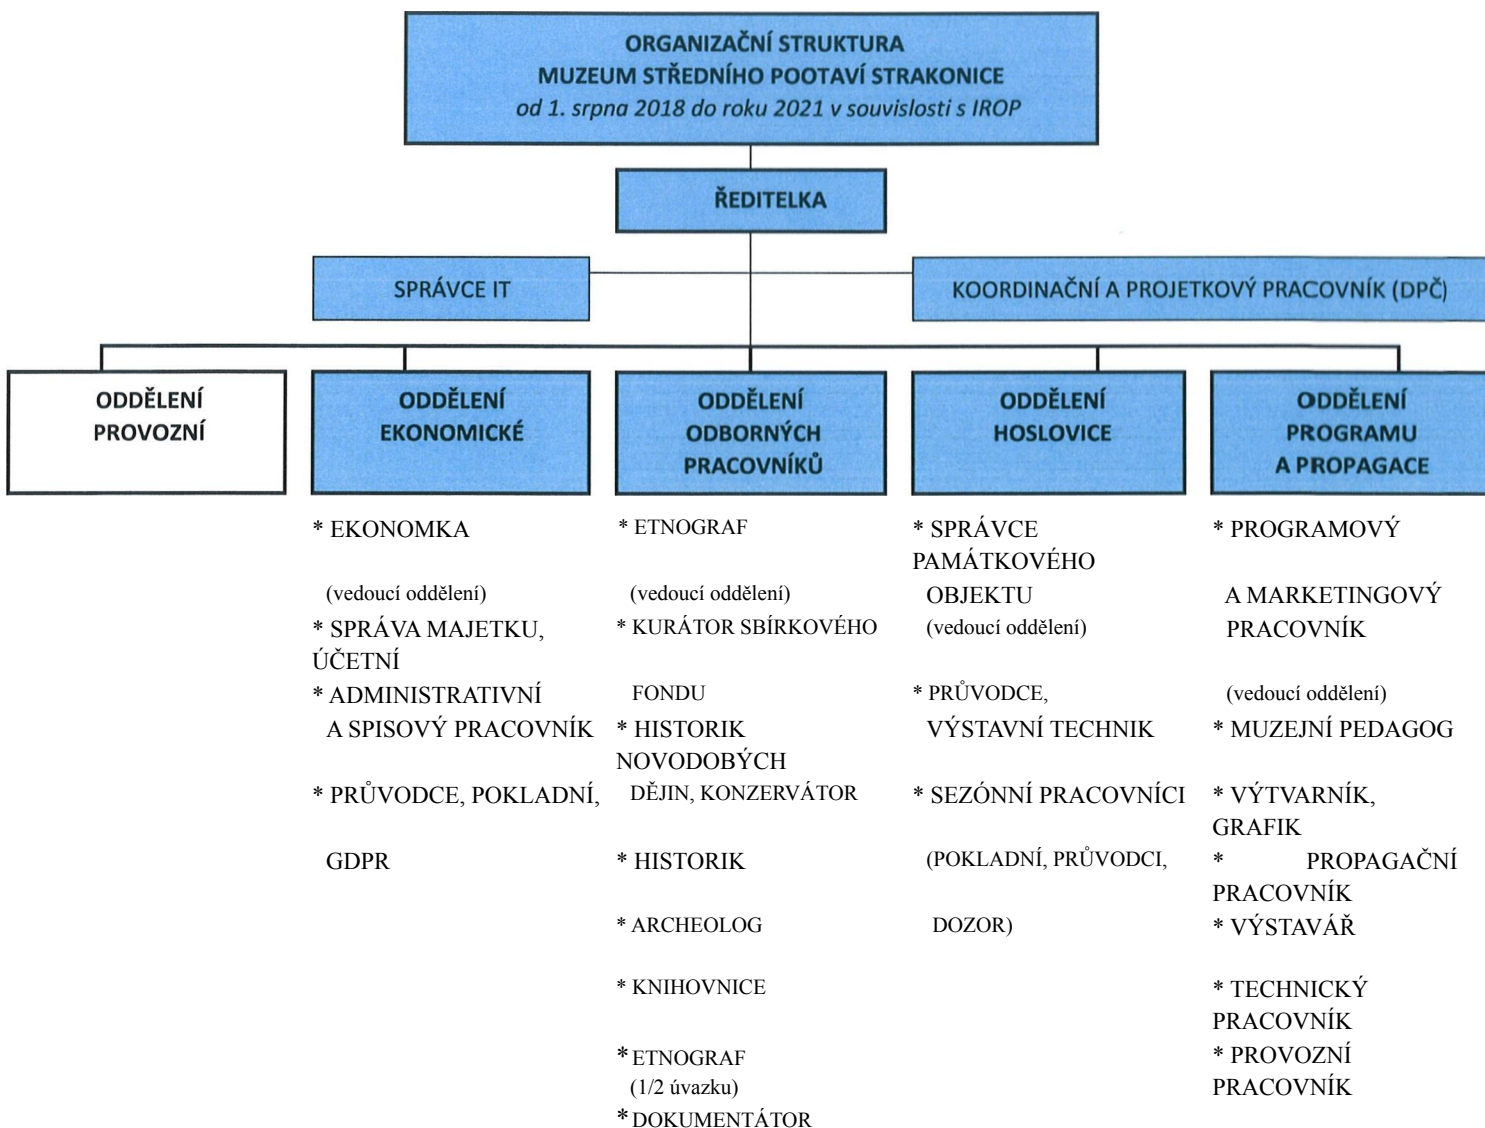 ORGANIZAČNÍ STRUKTURA
MUZEUM STŘEDNÍHO POOTAVÍ STRAKONICE
od 1. srpna 2018 do roku 2021 v souvislosti s IROP
ŘEDITELKA
SPRÁVCE IT
KOORDINAČNÍ A PROJETKOVÝ PRACOVNÍK (DPČ)
ODDĚLENÍ
PROVOZNÍ
ODDĚLENÍ
EKONOMICKÉ
ODDĚLENÍ
ODBORNÝCH
PRACOVNÍKŮ
ODDĚLENÍ
HOSLOVICE
ODDĚLENÍ
PROGRAMU
A PROPAGACE
* EKONOMKA
(vedoucí oddělení)
* SPRÁVA MAJETKU,
ÚČETNÍ
* ADMINISTRATIVNÍ
A SPISOVÝ PRACOVNÍK
* PRŮVODCE, POKLADNÍ,
GDPR
* ETNOGRAF
(vedoucí oddělení)
* KURÁTOR SBÍRKOVÉHO
FONDU
* HISTORIK
NOVODOBÝCH
DĚJIN, KONZERVÁTOR
* HISTORIK
* ARCHEOLOG
* KNIHOVNICE
* ETNOGRAF
(1/2 úvazku)
* DOKUMENTÁTOR
* SPRÁVCE
PAMÁTKOVÉHO
OBJEKTU
(vedoucí oddělení)
* PRŮVODCE,
VÝSTAVNÍ TECHNIK
* SEZÓNNÍ PRACOVNÍCI
(POKLADNÍ, PRŮVODCI,
DOZOR)
* PROGRAMOVÝ
A MARKETINGOVÝ
PRACOVNÍK
(vedoucí oddělení)
* MUZEJNÍ PEDAGOG
* VÝTVARNÍK,
GRAFIK
* PROPAGAČNÍ
PRACOVNÍK
* VÝSTAVÁŘ
* TECHNICKÝ
PRACOVNÍK
* PROVOZNÍ
PRACOVNÍK